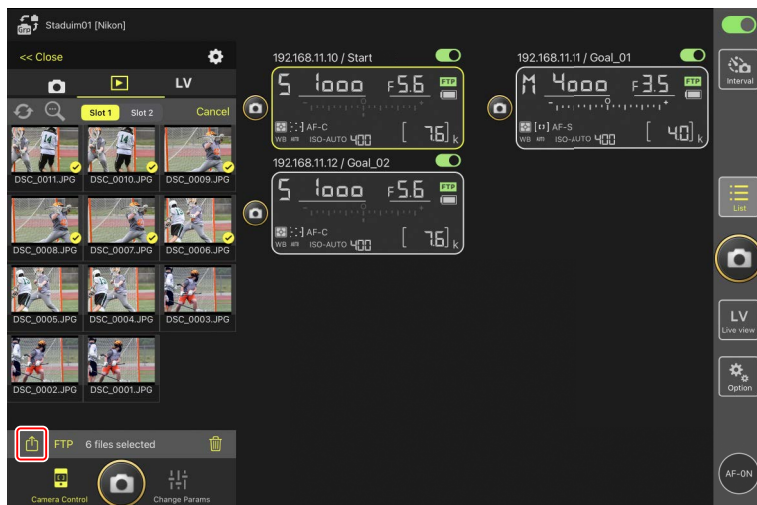 Grp Staduim01 [Nikon]
<< Close
LV
Slot 1 Slot 2 Cancel
DSC_0011.JPG DSC_0010.JPG DSC_0009.JPG
DSC_0008.JPG DSC_0007.JPG DSC_0006.JPG
DSC_0005.JPG DSC_0004.JPG DSC_0003.JPG
DSC_0002.JPG DSC_0001.JPG
FTP 6 files selected
Camera Control Change Params
192.168.11.10 / Start
S 1000 F5.6 FTP
AF-C
WB AUTO ISO-AUTO 400 [ 7.6] k
192.168.11.11 / Goal_01
M 4000 F3.5 FTP
AF-S
WB AUTO ISO-AUTO 400 [ 4.0] k
192.168.11.12 / Goal_02
S 1000 F5.6 FTP
AF-C
WB AUTO ISO-AUTO 400 [ 7.6] k
Interval
List
LV
Live view
Option
AF-ON